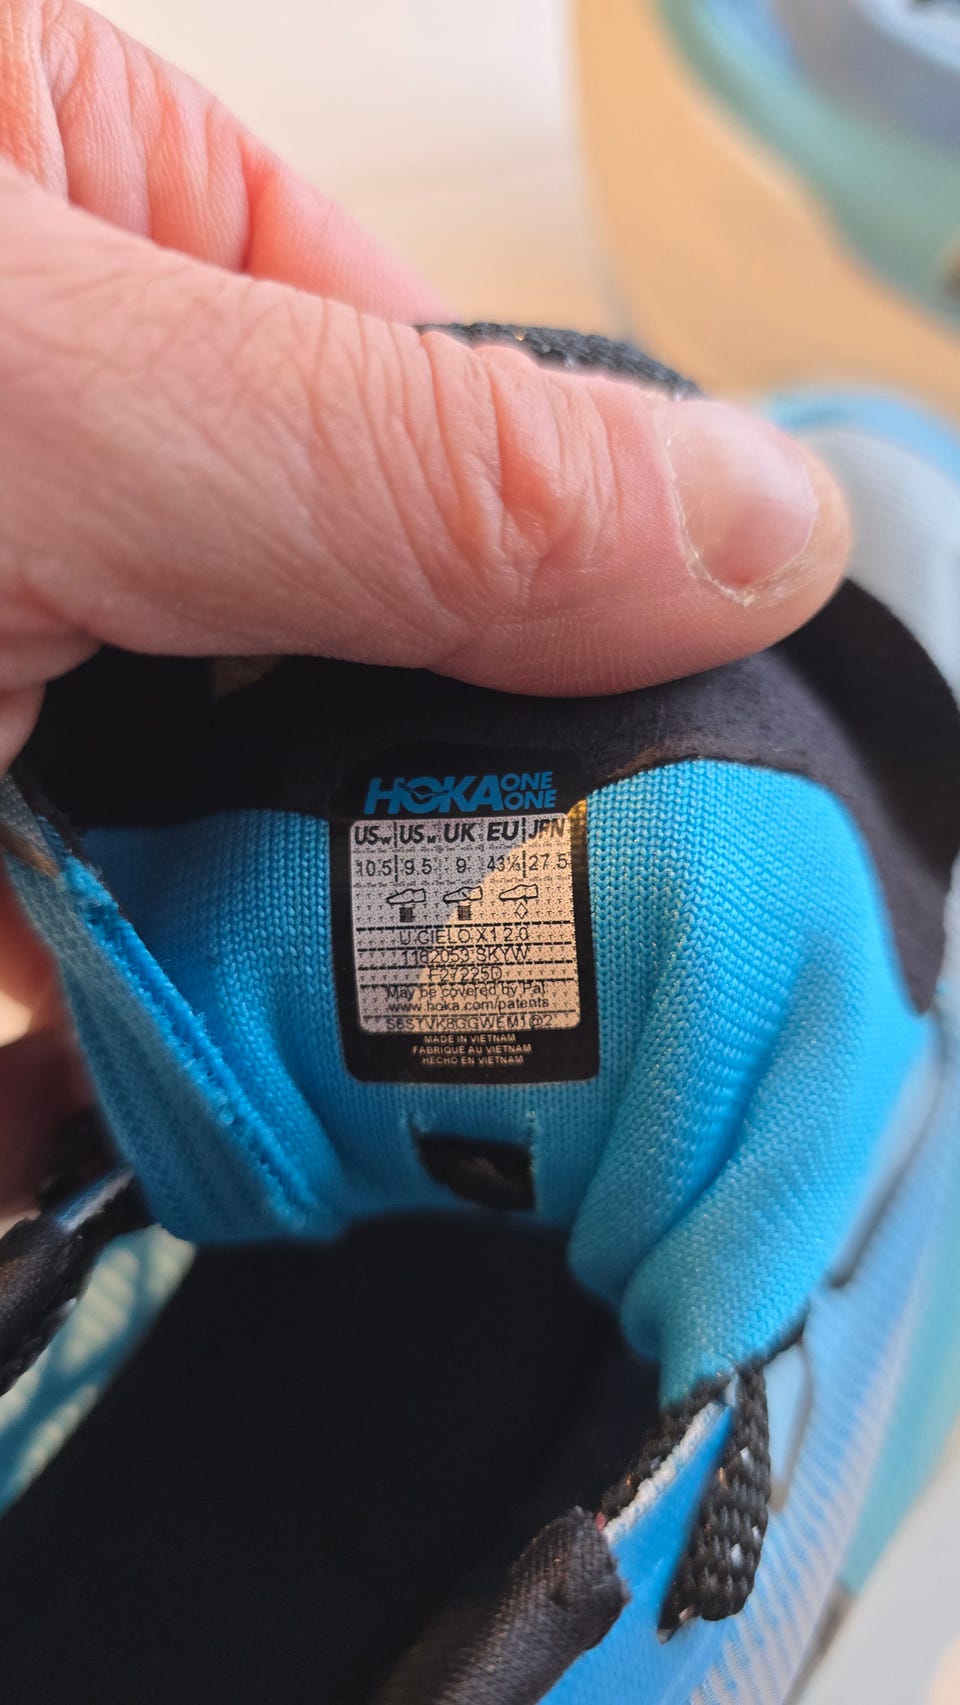 HOKA ONE ONE
USw US M UK EU JPN
10.5 9.5 9 43⅓ 27.5
U CIELO X1 2.0
1162053 SKYW
F27225D
May be covered by Pat.
www.hoka.com/patents
MADE IN VIETNAM
FABRIQUÉ AU VIETNAM
HECHO EN VIETNAM